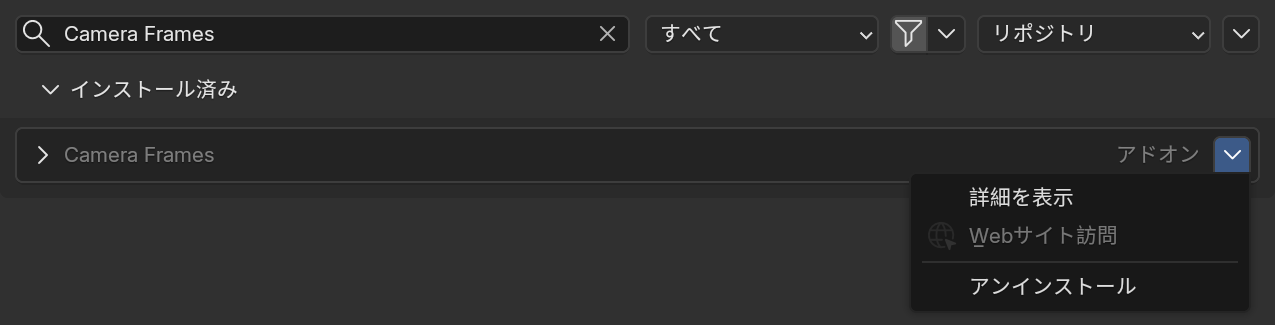 Camera Frames すべて リポジトリ
インストール済み
Camera Frames アドオン
詳細を表示
Webサイト訪問
アンインストール